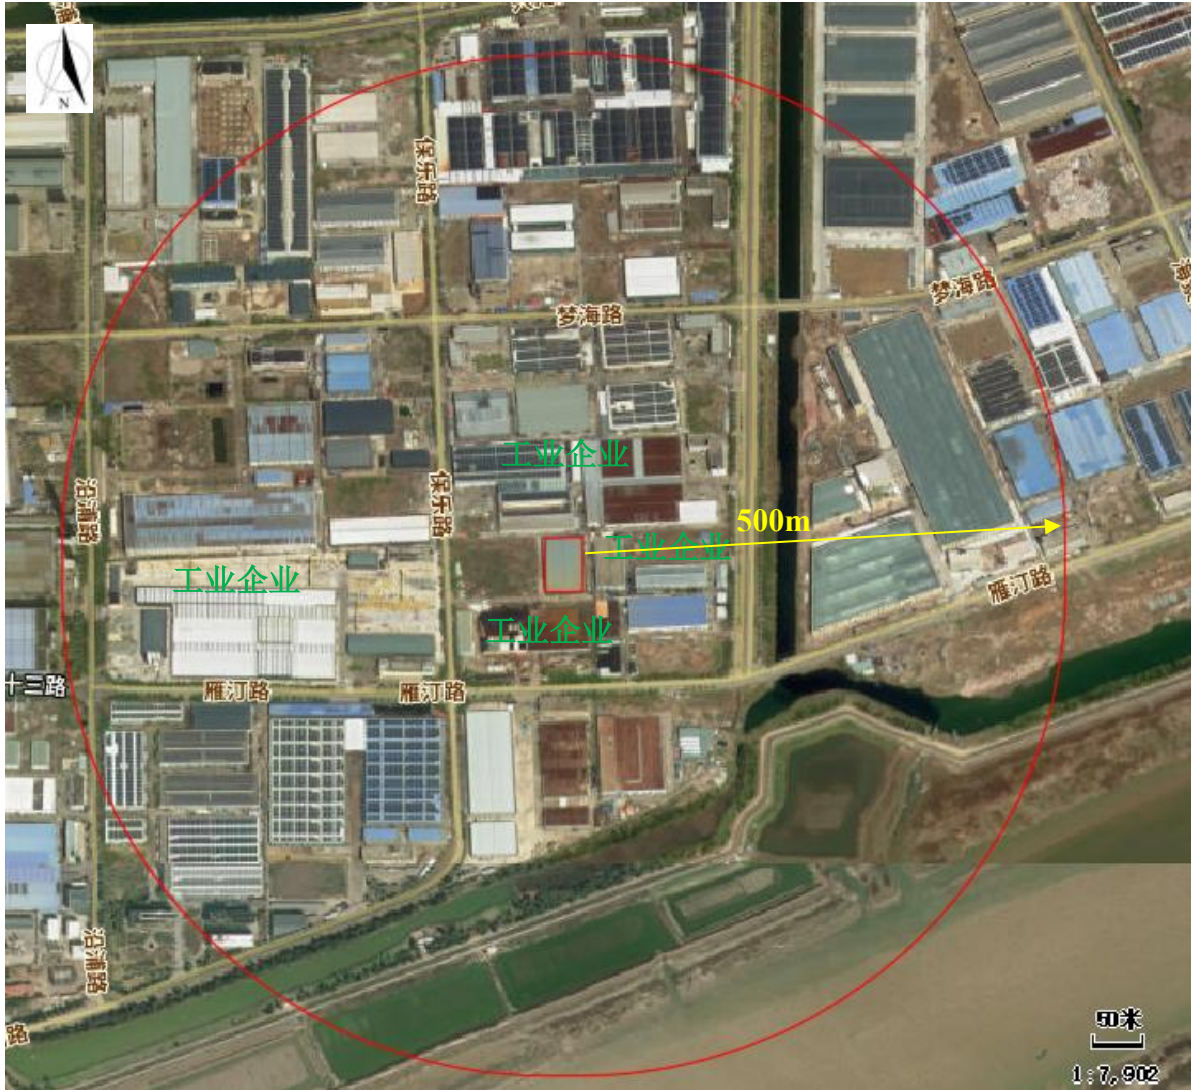 N
保乐路
梦海路
梦海路
工业企业
沿浦路
保乐路
500m
工业企业
工业企业
雁汀路
工业企业
十三路
雁汀路
雁汀路
沿浦路
路
50米
1:7,902